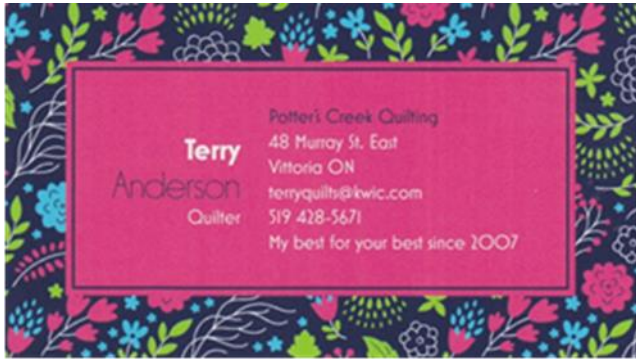 Terry
Anderson
Quilter
Potter's Creek Quilting
48 Murray St. East
Vittoria ON
terryquilts@kwic.com
519 428-5671
My best for your best since 2007